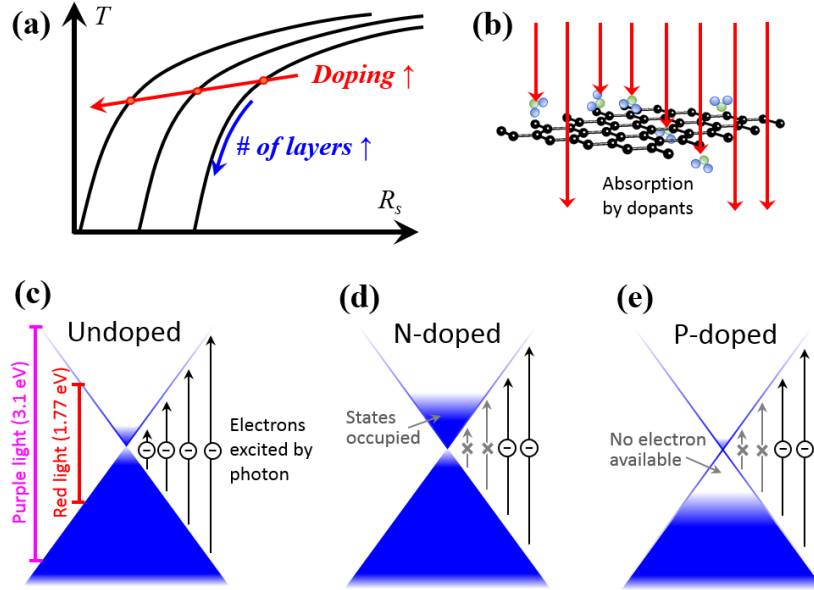 (a)
T
Doping ↑
# of layers ↑
Rs
(b)
Absorption
by dopants
(c)
Undoped
Purple light (3.1 eV)
Red light (1.77 eV)
Electrons
excited by
photon
(d)
N-doped
States
occupied
(e)
P-doped
No electron
available